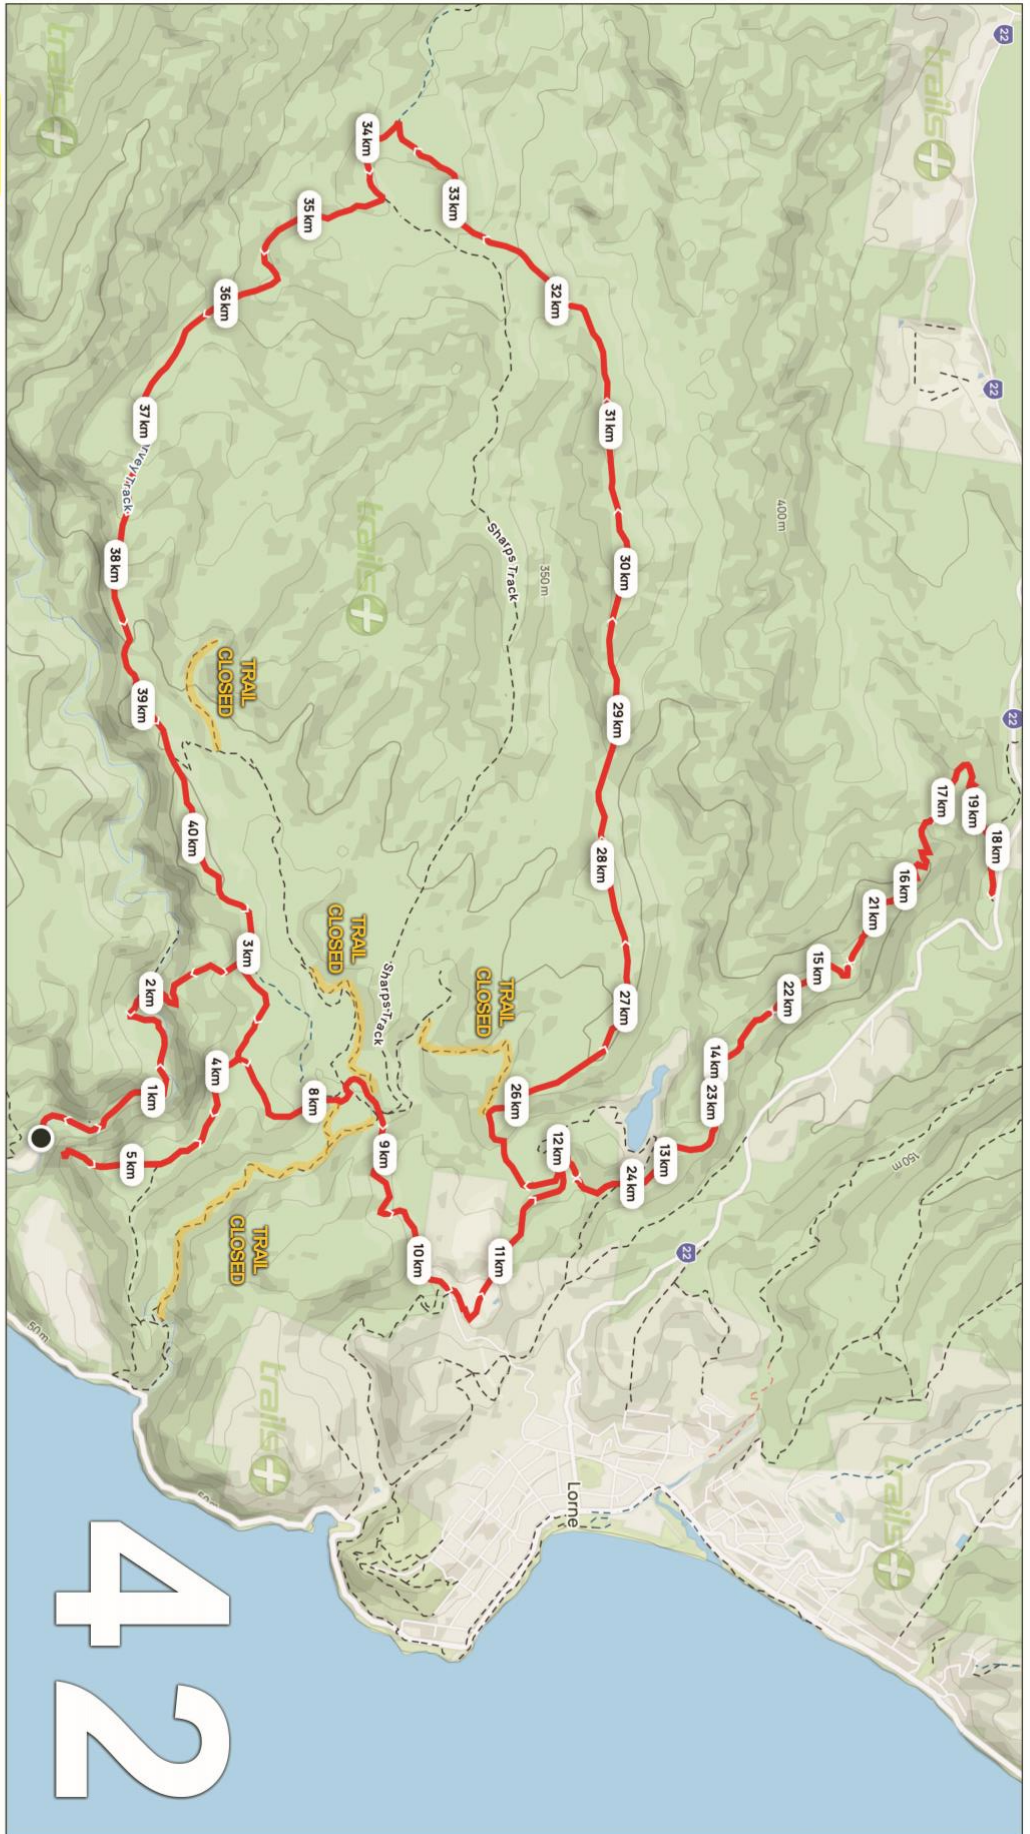 22
trails+
trails+
34 km
33 km
35 km
32 km
36 km
22
31 km
37 km
rvey Track
400 m
trails+
Sharps Track
350 m
30 km
38 km
TRAIL
CLOSED
39 km
29 km
22
17 km
19 km
18 km
40 km
28 km
16 km
21 km
TRAIL
CLOSED
3 km
15 km
2 km
Sharps Track
TRAIL
CLOSED
22 km
27 km
4 km
14 km
1 km
8 km
26 km
23 km
5 km
9 km
12 km
13 km
24 km
150 m
TRAIL
CLOSED
10 km
11 km
22
50 m
trails+
Lorne
50 m
trails+
42